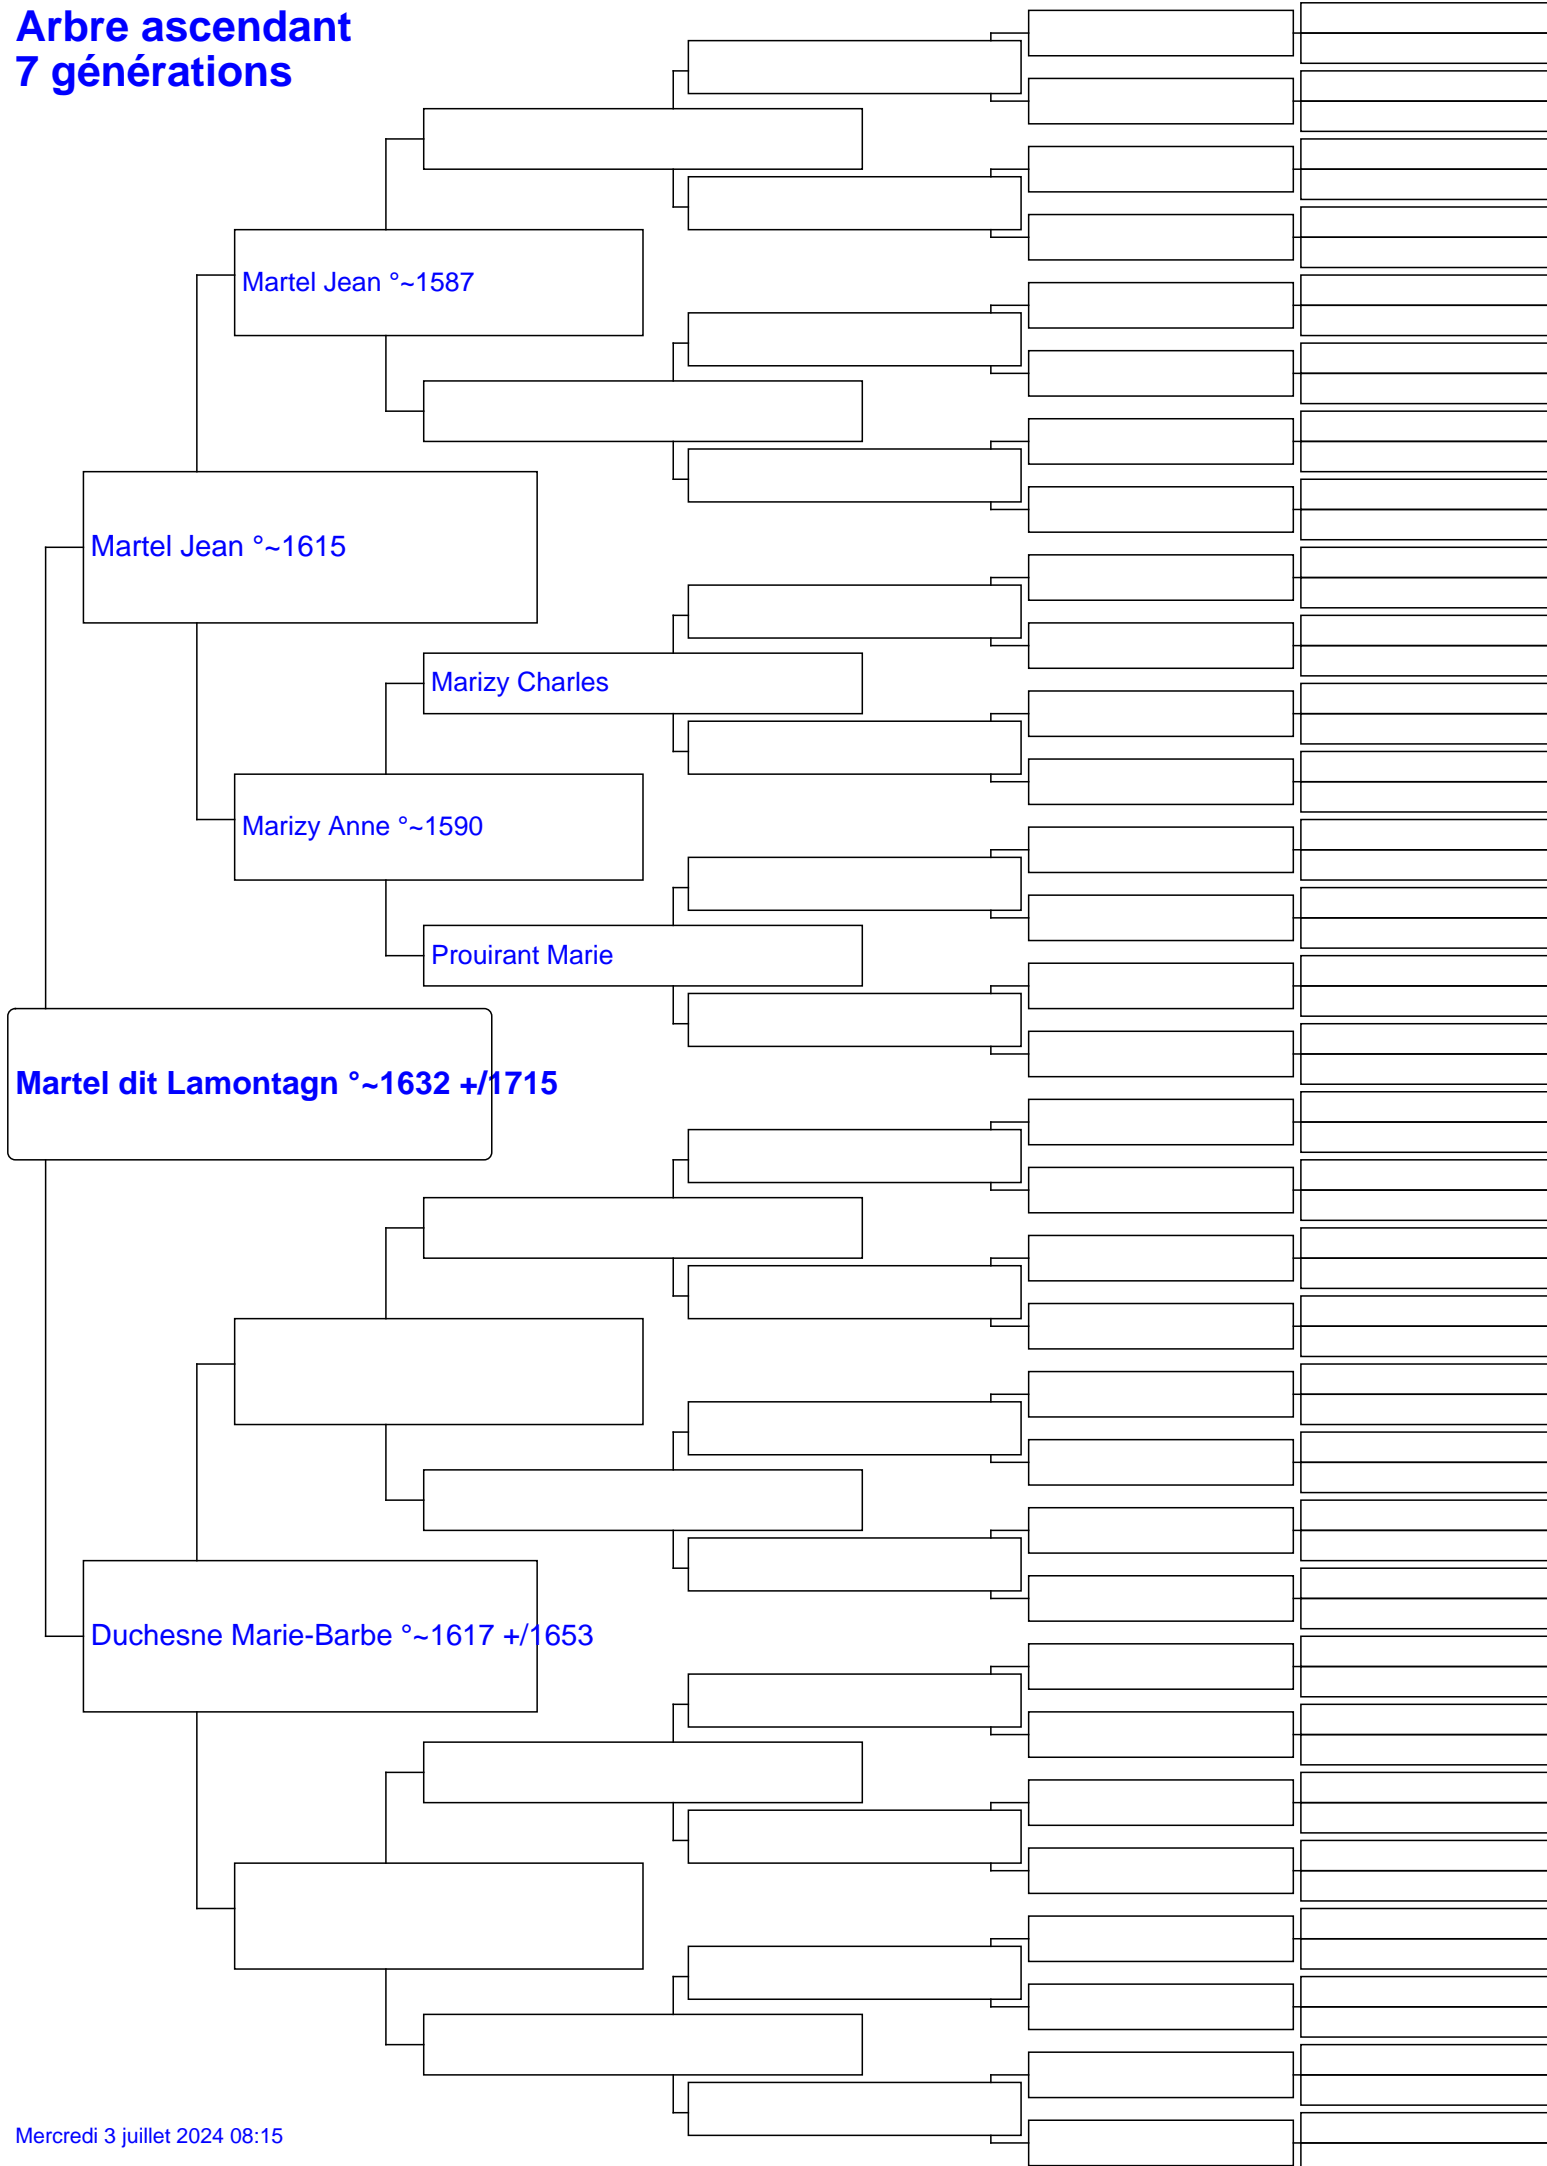 Arbre ascendant
7 générations
Martel Jean °~1587
Martel Jean °~1615
Marizy Charles
Marizy Anne °~1590
Prouirant Marie
Martel dit Lamontagn °~1632 +/1715
Duchesne Marie-Barbe °~1617 +/1653
Mercredi 3 juillet 2024 08:15